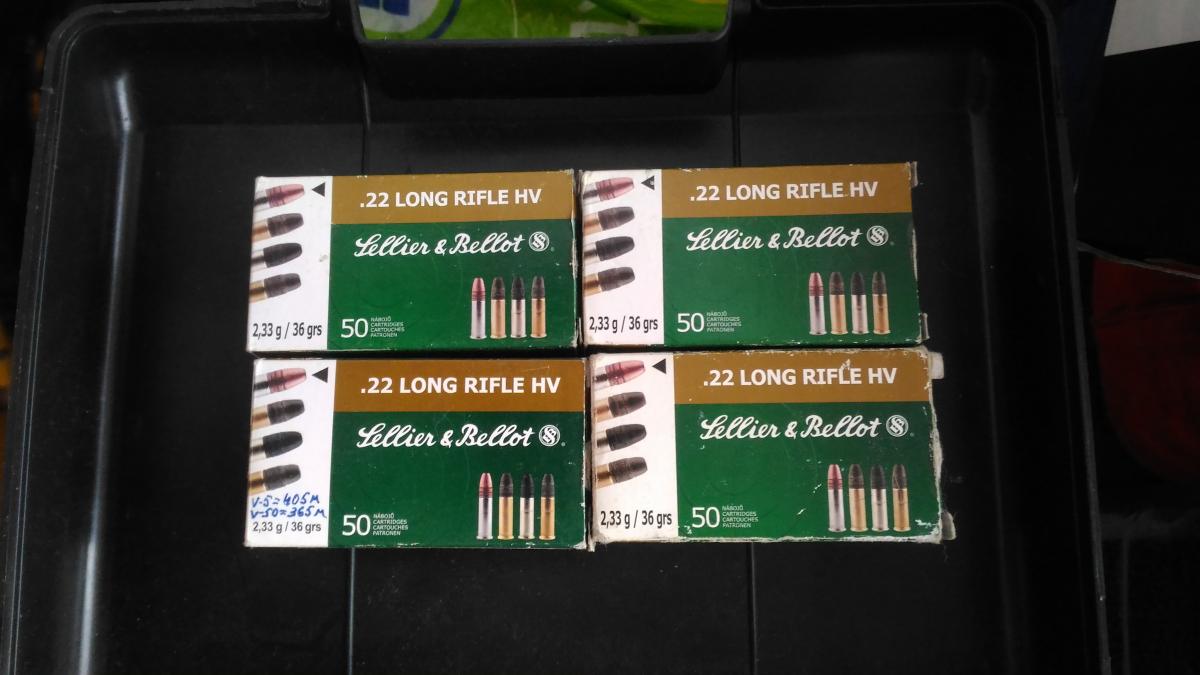 .22 LONG RIFLE HV
Sellier & Bellot S&B
50 NÁBOJŮ
CARTRIDGES
CARTOUCHES
PATRONEN
2,33 g / 36 grs
.22 LONG RIFLE HV
Sellier & Bellot S&B
50 NÁBOJŮ
CARTRIDGES
CARTOUCHES
PATRONEN
2,33 g / 36 grs
.22 LONG RIFLE HV
Sellier & Bellot S&B
V-5=405M
V-50=365M
50 NÁBOJŮ
CARTRIDGES
CARTOUCHES
PATRONEN
2,33 g / 36 grs
.22 LONG RIFLE HV
Sellier & Bellot S&B
50 NÁBOJŮ
CARTRIDGES
CARTOUCHES
PATRONEN
2,33 g / 36 grs